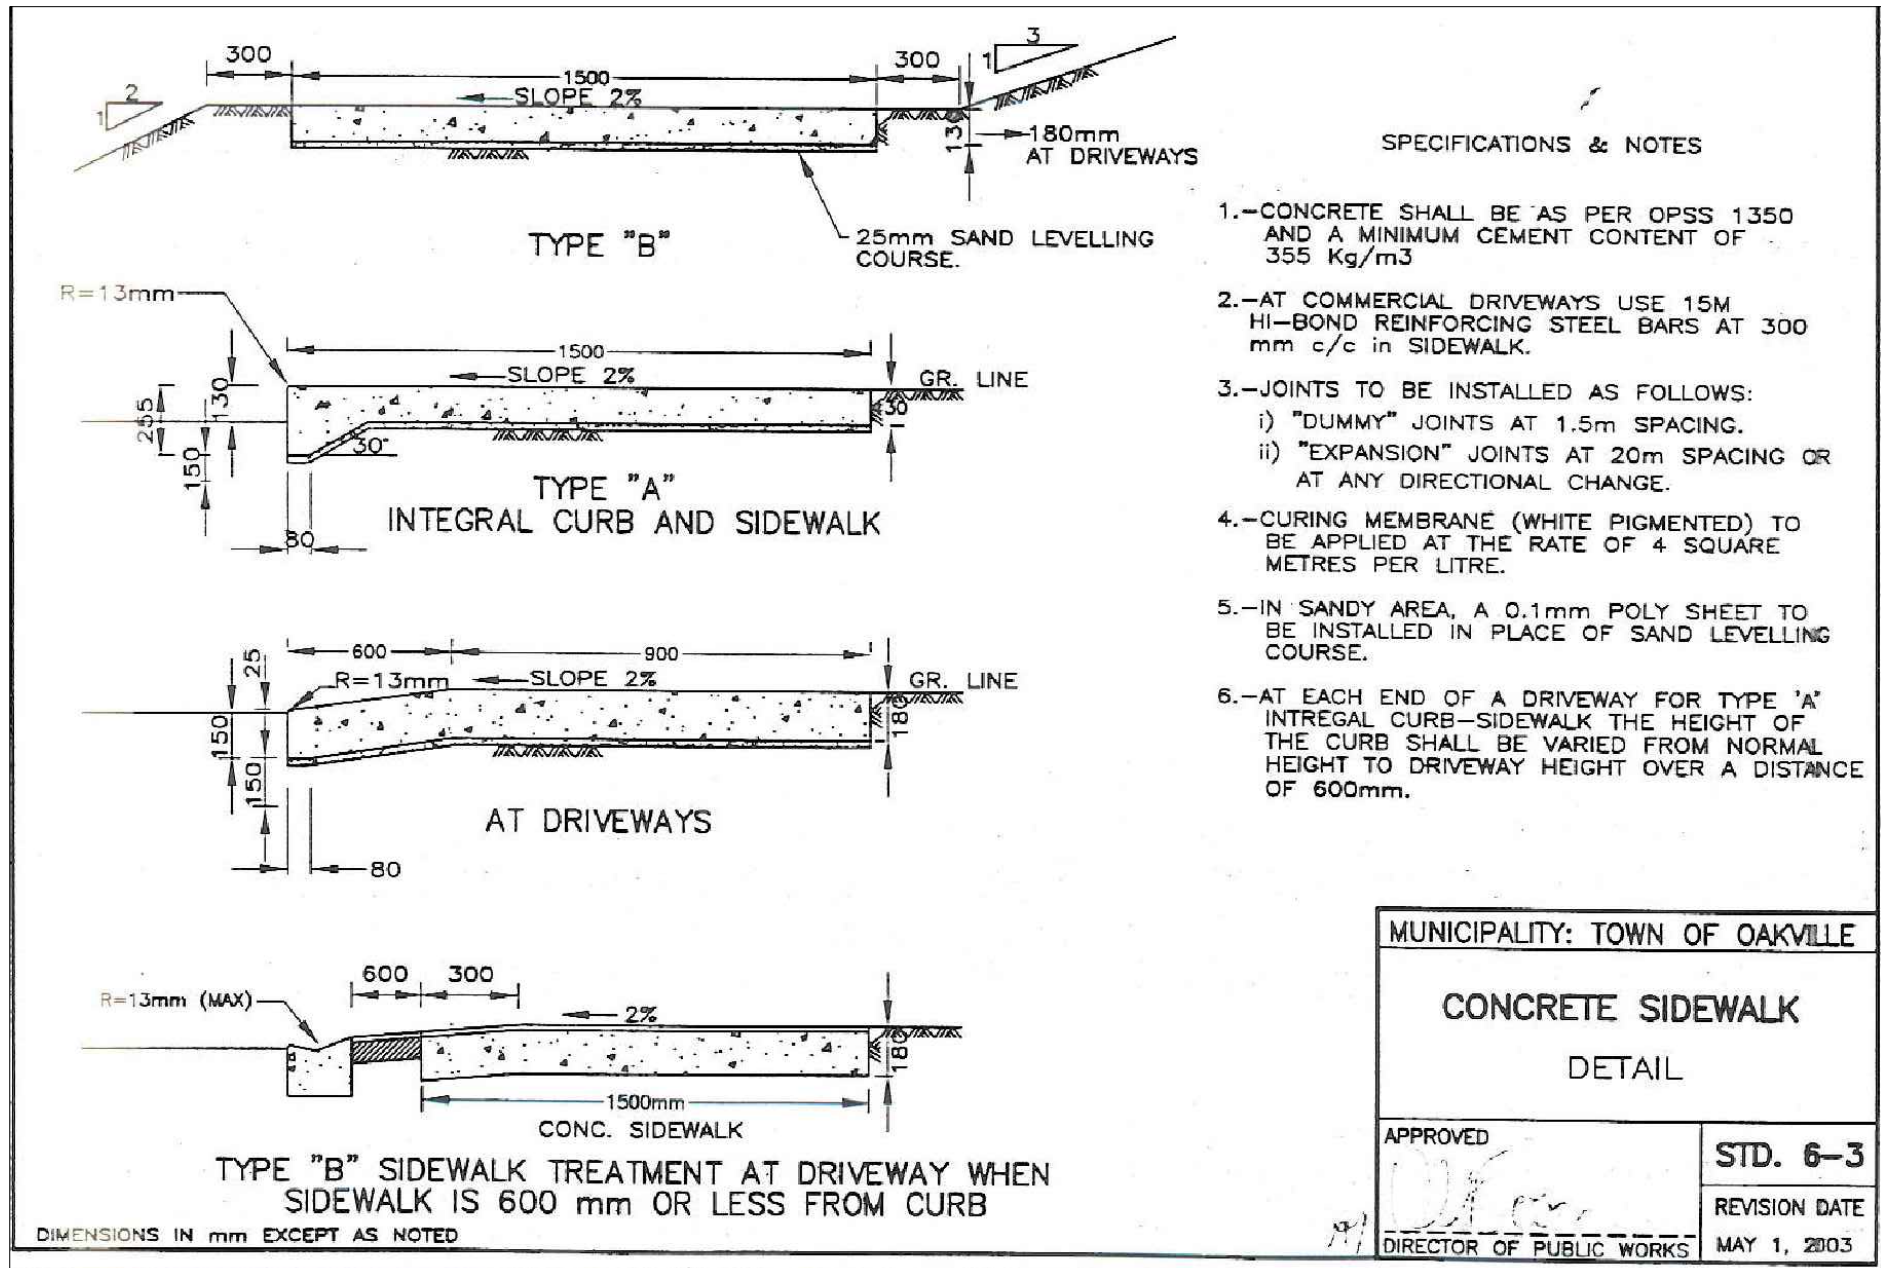 300
1500
300
SLOPE 2%
2
1
3
1
13
180mm
AT DRIVEWAYS
25mm SAND LEVELLING
COURSE.
TYPE "B"
R=13mm
1500
SLOPE 2%
GR. LINE
130
255
150
30°
30
80
TYPE "A"
INTEGRAL CURB AND SIDEWALK
600
900
25
R=13mm
SLOPE 2%
GR. LINE
150
150
180
80
AT DRIVEWAYS
600
300
R=13mm (MAX)
2%
180
1500mm
CONC. SIDEWALK
TYPE "B" SIDEWALK TREATMENT AT DRIVEWAY WHEN
SIDEWALK IS 600 mm OR LESS FROM CURB
DIMENSIONS IN mm EXCEPT AS NOTED
SPECIFICATIONS & NOTES
1.-CONCRETE SHALL BE AS PER OPSS 1350
AND A MINIMUM CEMENT CONTENT OF
355 Kg/m3
2.-AT COMMERCIAL DRIVEWAYS USE 15M
HI-BOND REINFORCING STEEL BARS AT 300
mm c/c in SIDEWALK.
3.-JOINTS TO BE INSTALLED AS FOLLOWS:
i) "DUMMY" JOINTS AT 1.5m SPACING.
ii) "EXPANSION" JOINTS AT 20m SPACING OR
AT ANY DIRECTIONAL CHANGE.
4.-CURING MEMBRANE (WHITE PIGMENTED) TO
BE APPLIED AT THE RATE OF 4 SQUARE
METRES PER LITRE.
5.-IN SANDY AREA, A 0.1mm POLY SHEET TO
BE INSTALLED IN PLACE OF SAND LEVELLING
COURSE.
6.-AT EACH END OF A DRIVEWAY FOR TYPE 'A'
INTREGAL CURB-SIDEWALK THE HEIGHT OF
THE CURB SHALL BE VARIED FROM NORMAL
HEIGHT TO DRIVEWAY HEIGHT OVER A DISTANCE
OF 600mm.
MUNICIPALITY: TOWN OF OAKVILLE
CONCRETE SIDEWALK
DETAIL
APPROVED
DIRECTOR OF PUBLIC WORKS
STD. 6-3
REVISION DATE
MAY 1, 2003